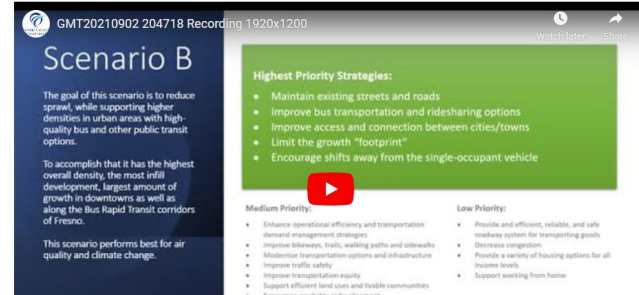 GMT20210902 204718 Recording 1920x1200
Watch later
Share
Scenario B
The goal of this scenario is to reduce
sprawl, while supporting higher
densities in urban areas with high-
quality bus and other public transit
options.
To accomplish that it has the highest
overall density, the most infill
development, largest amount of
growth in downtowns as well as
along the Bus Rapid Transit corridors
of Fresno.
This scenario performs best for air
quality and climate change.
Highest Priority Strategies:
• Maintain existing streets and roads
• Improve bus transportation and ridesharing options
• Improve access and connection between cities/towns
• Limit the growth "footprint"
• Encourage shifts away from the single-occupant vehicle
Medium Priority:
• Enhance operational efficiency and transportation
demand management strategies
• Improve bikeways, trails, walking paths and sidewalks
• Modernize transportation options and infrastructure
• Improve traffic safety
• Improve transportation equity
• Support efficient land uses and livable communities
Low Priority:
• Provide and efficient, reliable, and safe
roadway system for transporting goods
• Decrease congestion
• Provide a variety of housing options for all
income levels
• Support working from home